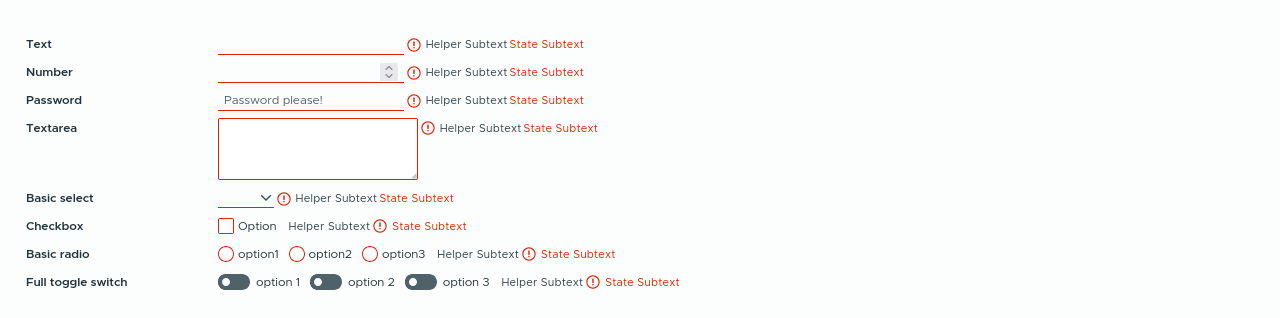 Text Helper Subtext State Subtext
Number Helper Subtext State Subtext
Password Password please! Helper Subtext State Subtext
Textarea Helper Subtext State Subtext
Basic select Helper Subtext State Subtext
Checkbox Option Helper Subtext State Subtext
Basic radio option1 option2 option3 Helper Subtext State Subtext
Full toggle switch option 1 option 2 option 3 Helper Subtext State Subtext